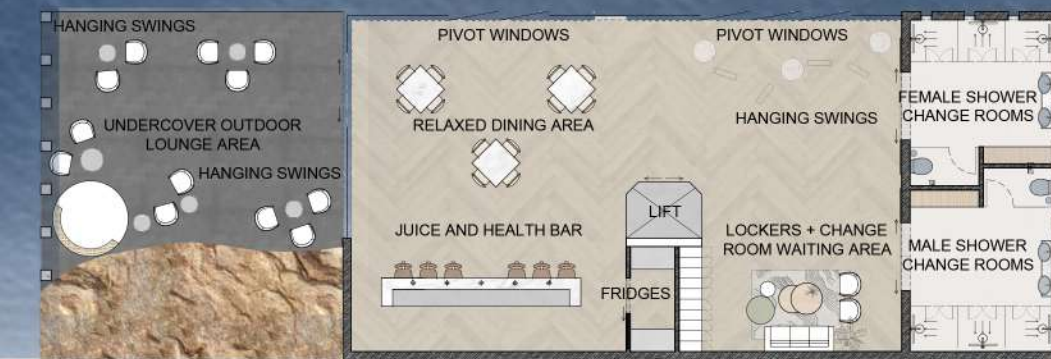 HANGING SWINGS
PIVOT WINDOWS
PIVOT WINDOWS
UNDERCOVER OUTDOOR
LOUNGE AREA
HANGING SWINGS
RELAXED DINING AREA
HANGING SWINGS
FEMALE SHOWER
CHANGE ROOMS
LIFT
JUICE AND HEALTH BAR
LOCKERS + CHANGE
ROOM WAITING AREA
MALE SHOWER
CHANGE ROOMS
FRIDGES